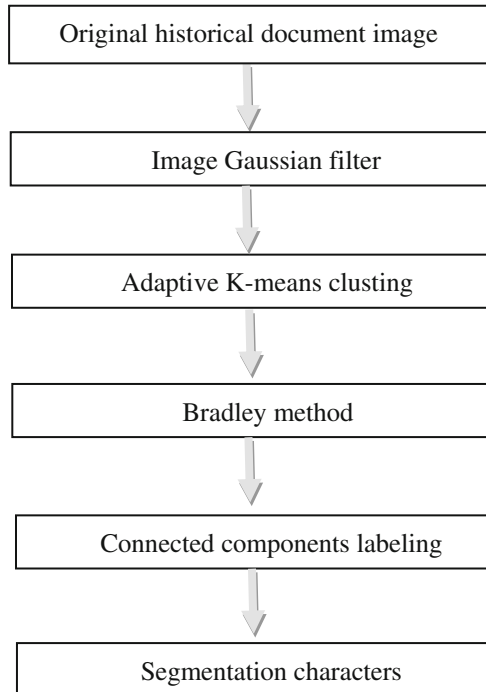 Original historical document image
Image Gaussian filter
Adaptive K-means clusting
Bradley method
Connected components labeling
Segmentation characters